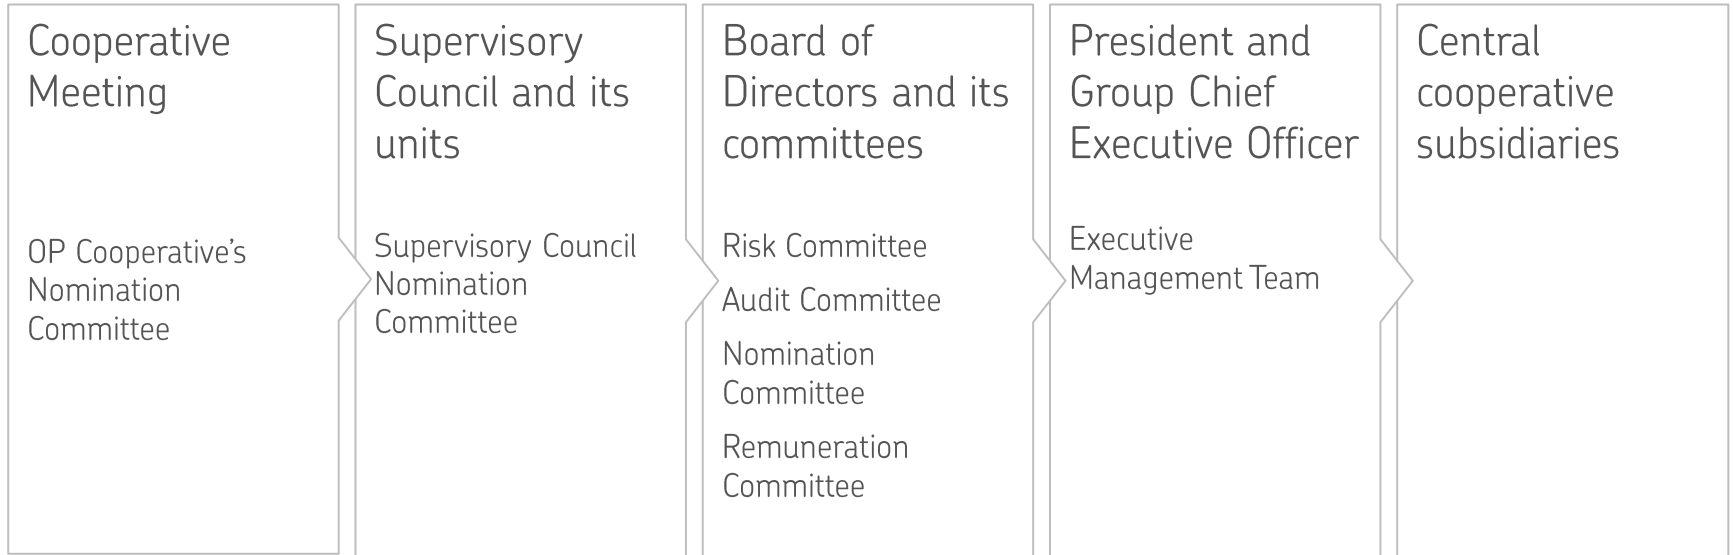 Cooperative
Meeting
OP Cooperative's
Nomination
Committee
Supervisory
Council and its
units
Supervisory Council
Nomination
Committee
Board of
Directors and its
committees
Risk Committee
Audit Committee
Nomination
Committee
Remuneration
Committee
President and
Group Chief
Executive Officer
Executive
Management Team
Central
cooperative
subsidiaries